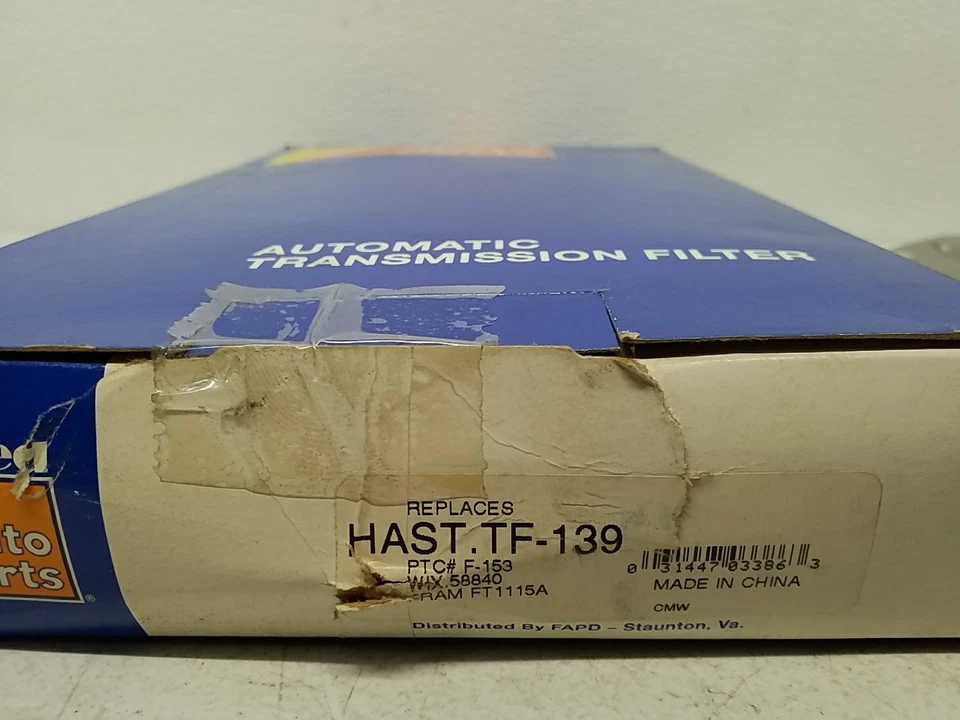 AUTOMATIC
TRANSMISSION FILTER
REPLACES
HAST.TF-139
PTC# F-153
WIX.58840
FRAM FT1115A
0 31447 03386 3
MADE IN CHINA
CMW
Distributed By FAPD – Staunton, Va.
®